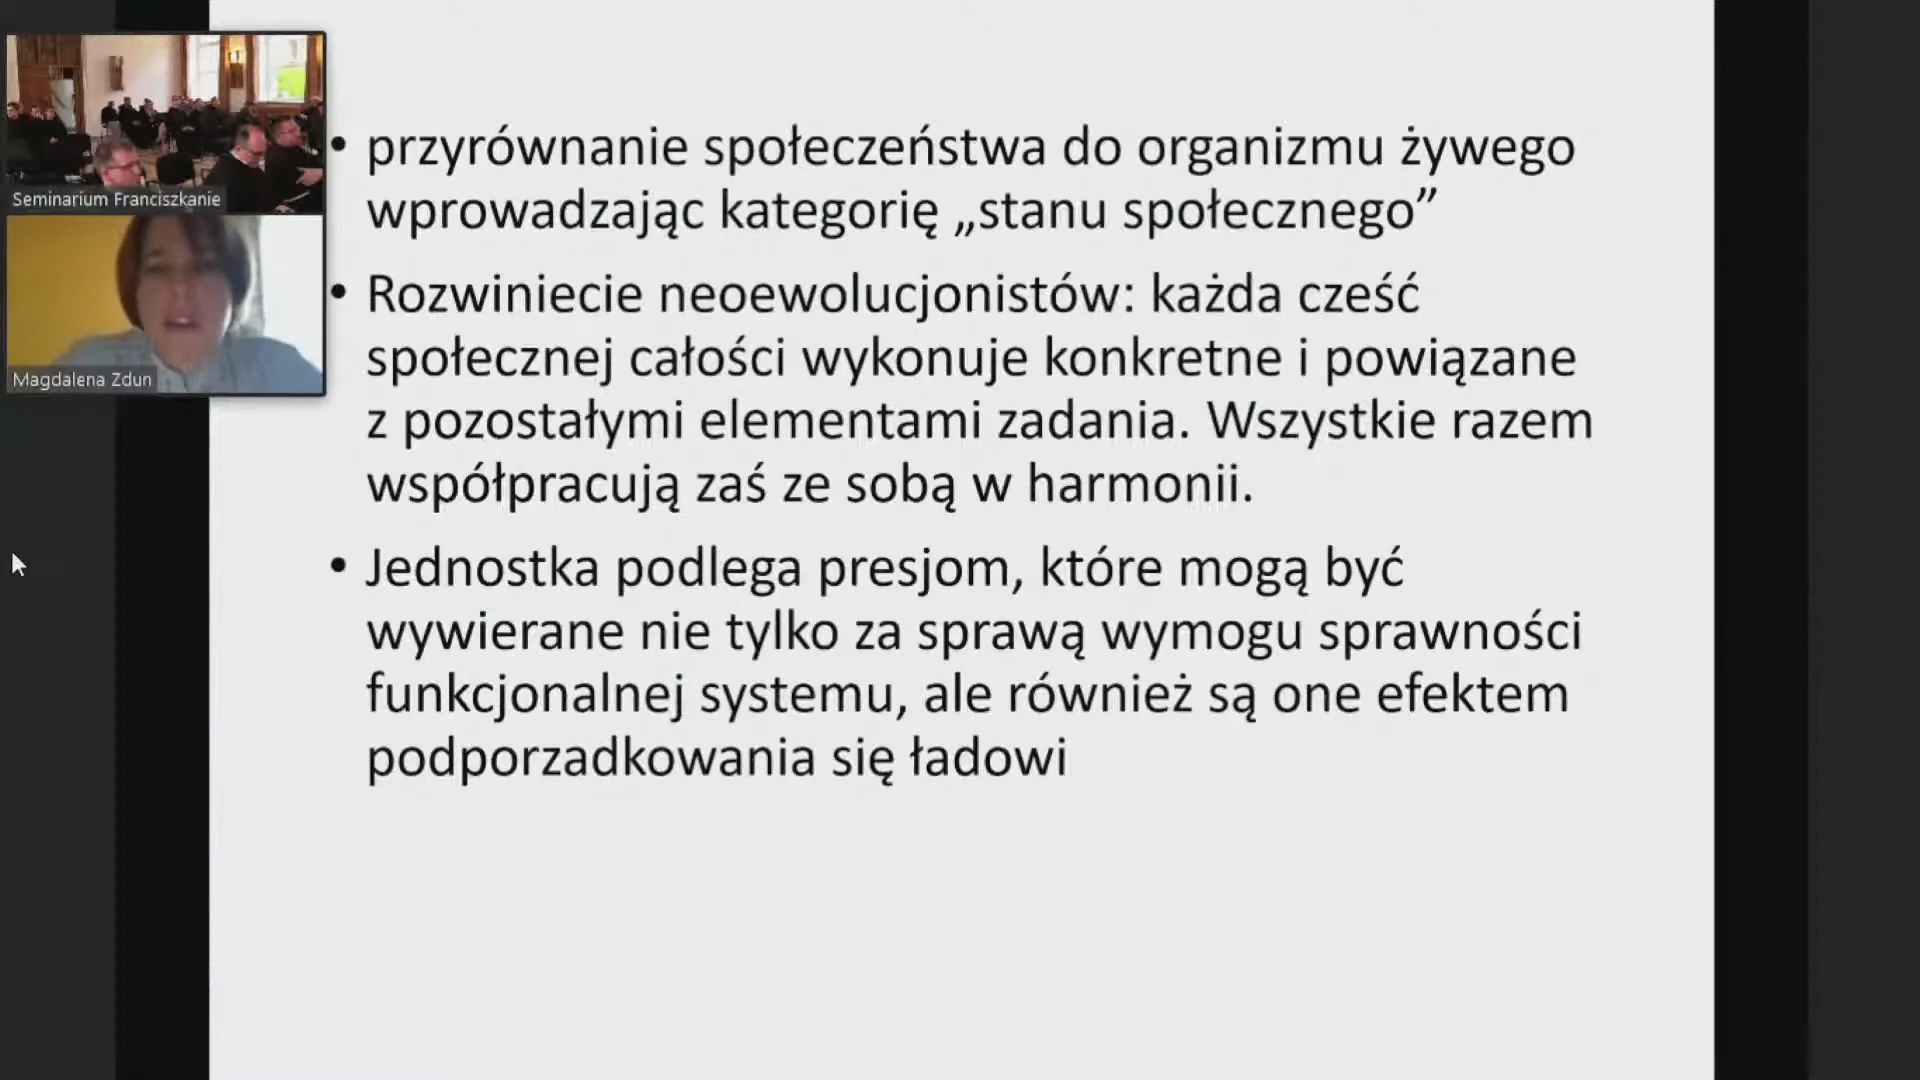 Seminarium Franciszkanie
Magdalena Zdun
• przyrównanie społeczeństwa do organizmu żywego
wprowadzając kategorię „stanu społecznego”
• Rozwiniecie neoewolucjonistów: każda cześć
społecznej całości wykonuje konkretne i powiązane
z pozostałymi elementami zadania. Wszystkie razem
współpracują zaś ze sobą w harmonii.
• Jednostka podlega presjom, które mogą być
wywierane nie tylko za sprawą wymogu sprawności
funkcjonalnej systemu, ale również są one efektem
podporzadkowania się ładowi